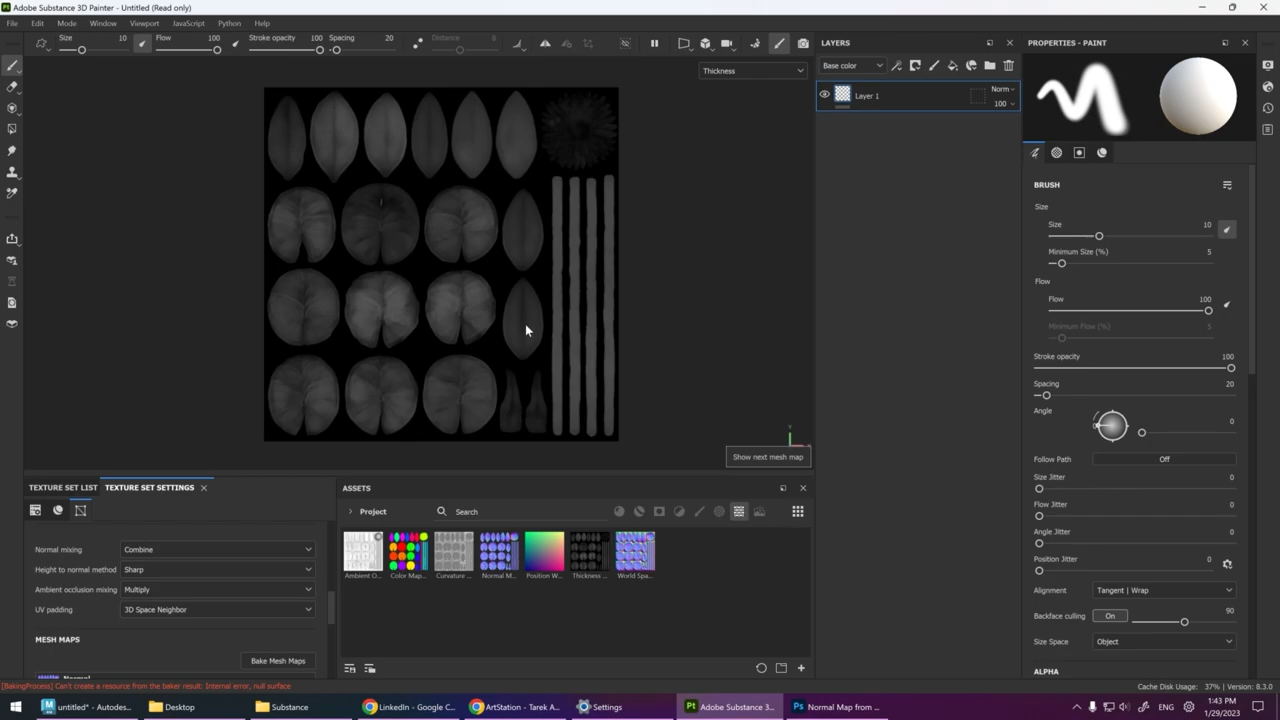 Adobe Substance 3D Painter - Untitled (Read only)
File Edit Mode Window Viewport JavaScript Python Help
Size 10 Flow 100 Stroke opacity 100 Spacing 20 Distance 8
Thickness
Show next mesh map
LAYERS
Base color
Layer 1 Norm
100
PROPERTIES - PAINT
BRUSH
Size
Size 10
Minimum Size (%) 5
Flow
Flow 100
Minimum Flow (%) 5
Stroke opacity 100
Spacing 20
Angle 0
Follow Path Off
Size Jitter 0
Flow Jitter 0
Angle Jitter 0
Position Jitter 0
Alignment Tangent | Wrap
Backface culling On 90
Size Space Object
ALPHA
TEXTURE SET LIST TEXTURE SET SETTINGS
Normal mixing Combine
Height to normal method Sharp
Ambient occlusion mixing Multiply
UV padding 3D Space Neighbor
MESH MAPS
Bake Mesh Maps
Normal
ASSETS
Project Search
Ambient O... Color Map... Curvature ... Normal M... Position W... Thickness ... World Spa...
[BakingProcess] Can't create a resource from the baker result: Internal error, null surface
Cache Disk Usage: 37% | Version: 8.3.0
untitled* - Autodes... Desktop Substance LinkedIn - Google C... ArtStation - Tarek A... Settings Adobe Substance 3... Normal Map from ...
ENG 1:43 PM
1/29/2023